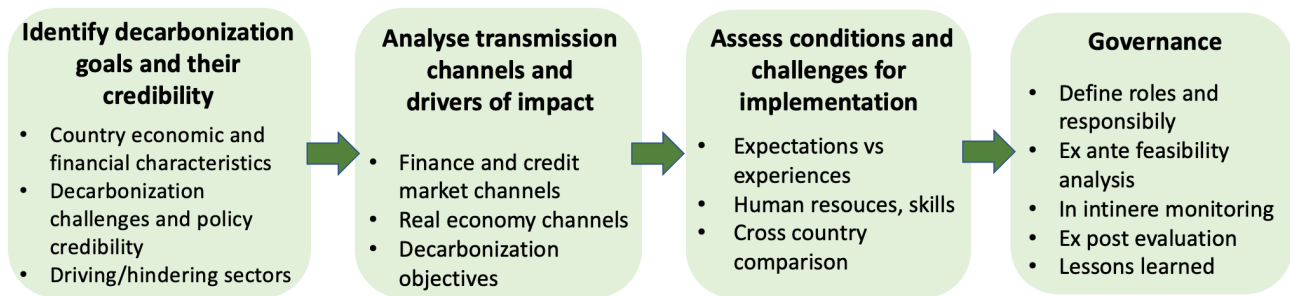 Identify decarbonization
goals and their
credibility
• Country economic and
financial characteristics
• Decarbonization
challenges and policy
credibility
• Driving/hindering sectors
Analyse transmission
channels and
drivers of impact
• Finance and credit
market channels
• Real economy channels
• Decarbonization
objectives
Assess conditions and
challenges for
implementation
• Expectations vs
experiences
• Human resouces, skills
• Cross country
comparison
Governance
• Define roles and
responsibily
• Ex ante feasibility
analysis
• In intinere monitoring
• Ex post evaluation
• Lessons learned